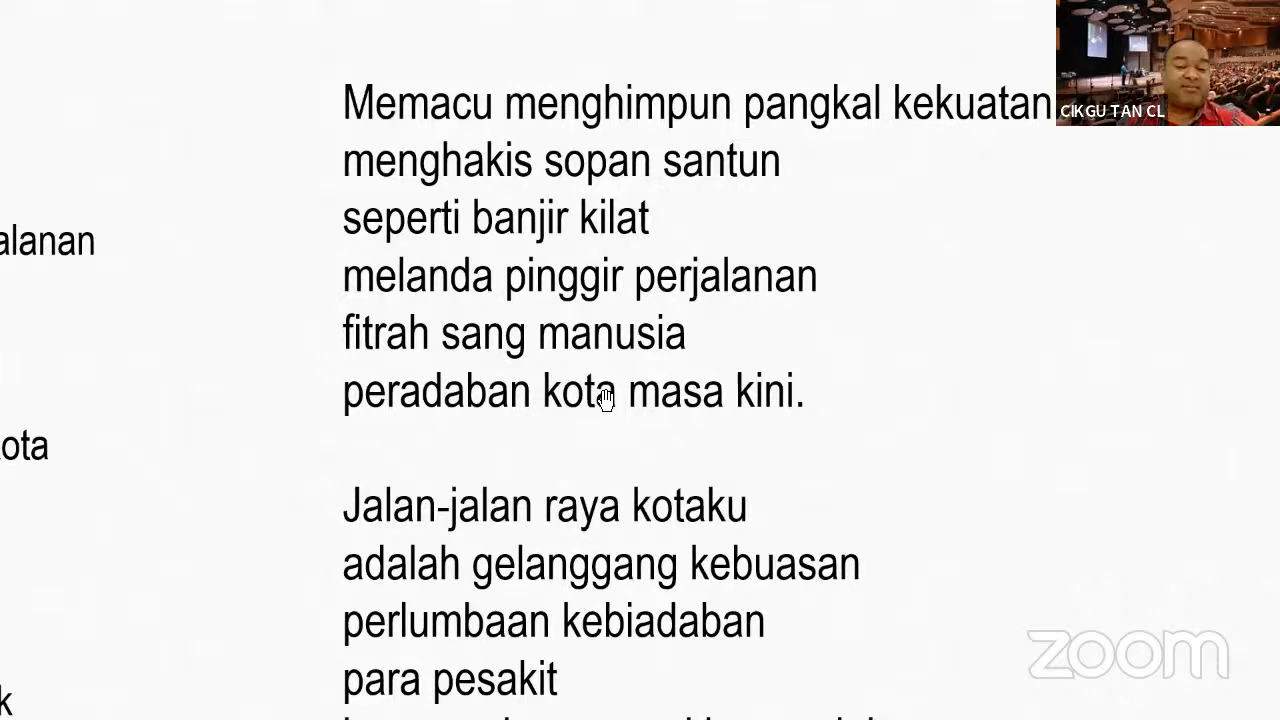 Memacu menghimpun pangkal kekuatan
CIKGU TAN CL
menghakis sopan santun
seperti banjir kilat
alanan
melanda pinggir perjalanan
fitrah sang manusia
peradaban kota masa kini.
ota
Jalan-jalan raya kotaku
adalah gelanggang kebuasan
perlumbaan kebiadaban
para pesakit
zoom
k